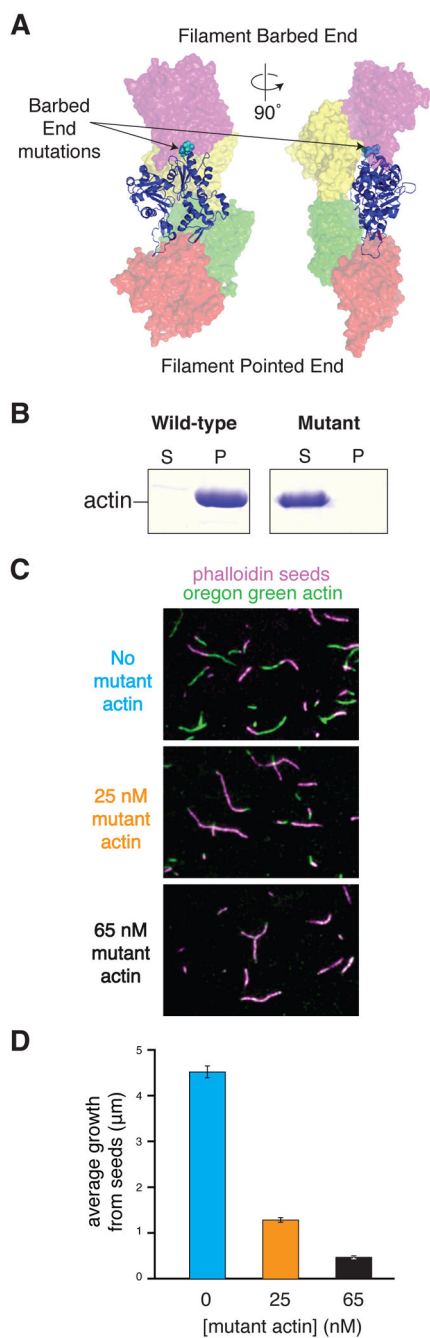 A
Filament Barbed End
Barbed
End
mutations
90°
Filament Pointed End
B
Wild-type
Mutant
S
P
S
P
actin
C
phalloidin seeds
oregon green actin
No
mutant
actin
25 nM
mutant
actin
65 nM
mutant
actin
D
average growth
from seeds (μm)
5
4
3
2
1
0
0
25
65
[mutant actin] (nM)